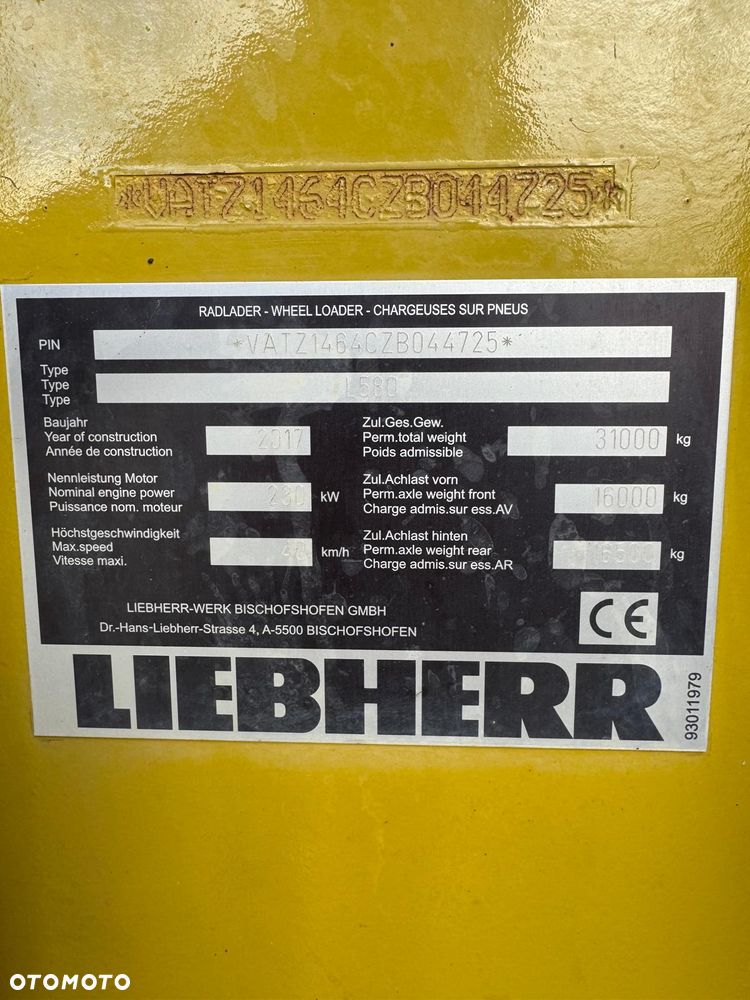 *VATZ1464CZB044725*
RADLADER - WHEEL LOADER - CHARGEUSES SUR PNEUS
PIN *VATZ1464CZB044725*
Type
Type L580
Type
Baujahr
Year of construction 2017
Année de construction
Zul.Ges.Gew.
Perm.total weight 31000 kg
Poids admissible
Nennleistung Motor
Nominal engine power kW
Puissance nom. moteur
Zul.Achlast vorn
Perm.axle weight front 16000 kg
Charge admis.sur ess.AV
Höchstgeschwindigkeit
Max.speed 40 km/h
Vitesse maxi.
Zul.Achlast hinten
Perm.axle weight rear 16500 kg
Charge admis.sur ess.AR
LIEBHERR-WERK BISCHOFSHOFEN GMBH
Dr.-Hans-Liebherr-Strasse 4, A-5500 BISCHOFSHOFEN
CE
LIEBHERR
93011979
OTOMOTO